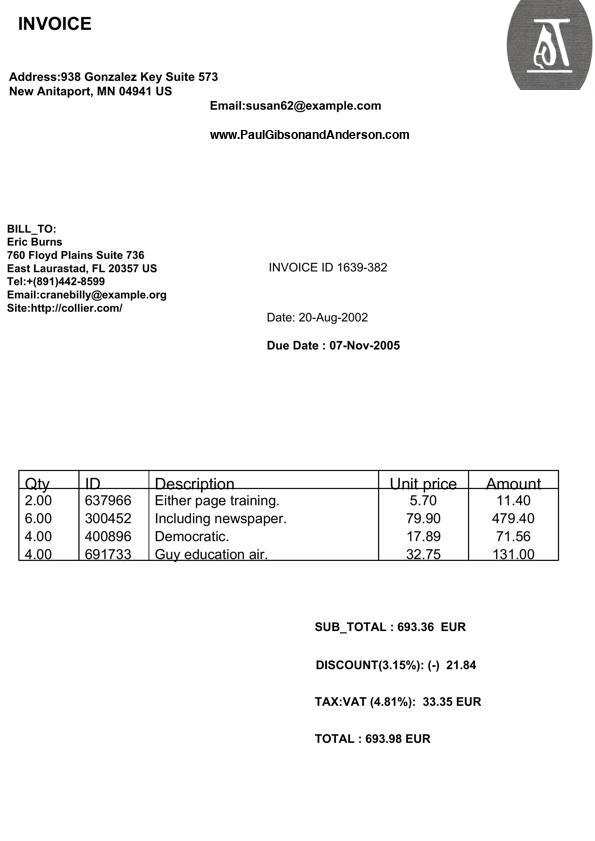 INVOICE
Address:938 Gonzalez Key Suite 573
New Anitaport, MN 04941 US
Email:susan62@example.com
www.PaulGibsonandAnderson.com
BILL_TO:
Eric Burns
760 Floyd Plains Suite 736
East Laurastad, FL 20357 US
Tel:+(891)442-8599
Email:cranebilly@example.org
Site:http://collier.com/
INVOICE ID 1639-382
Date: 20-Aug-2002
Due Date : 07-Nov-2005
Qty ID Description Unit price Amount
2.00 637966 Either page training. 5.70 11.40
6.00 300452 Including newspaper. 79.90 479.40
4.00 400896 Democratic. 17.89 71.56
4.00 691733 Guy education air. 32.75 131.00
SUB_TOTAL : 693.36 EUR
DISCOUNT(3.15%): (-) 21.84
TAX:VAT (4.81%): 33.35 EUR
TOTAL : 693.98 EUR